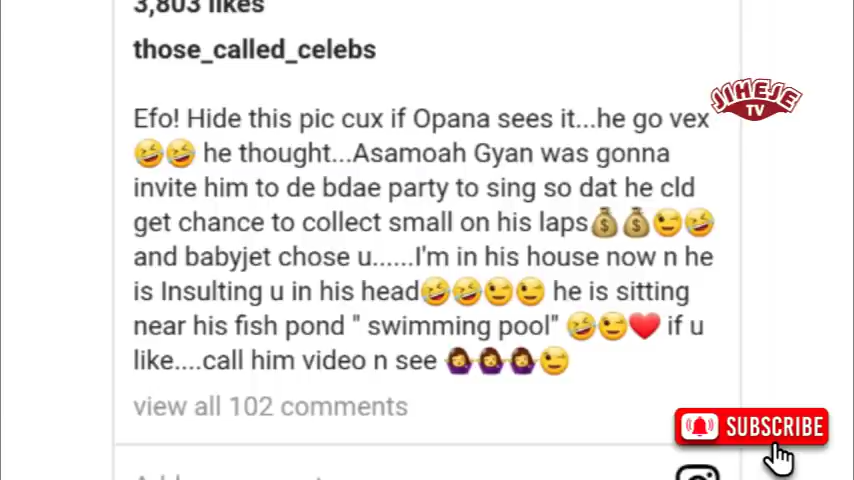 3,803 likes
those_called_celebs
JIHEJE
TV
Efo! Hide this pic cux if Opana sees it...he go vex
🤣🤣 he thought...Asamoah Gyan was gonna
invite him to de bdae party to sing so dat he cld
get chance to collect small on his laps💰💰😉🤣
and babyjet chose u......I'm in his house now n he
is Insulting u in his head🤣🤣😉😉 he is sitting
near his fish pond " swimming pool" 🤣😉❤️ if u
like....call him video n see 🤷‍♀️🤷‍♀️🤷‍♀️😉
view all 102 comments
SUBSCRIBE